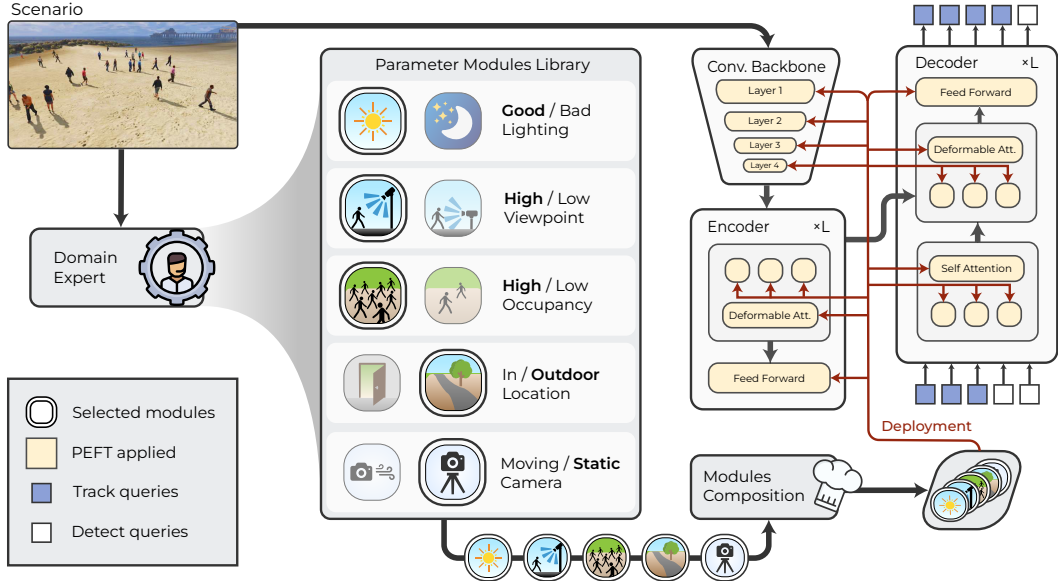 Scenario
Domain
Expert
Parameter Modules Library
Good / Bad
Lighting
High / Low
Viewpoint
High / Low
Occupancy
In / Outdoor
Location
Moving / Static
Camera
Selected modules
PEFT applied
Track queries
Detect queries
Conv. Backbone
Layer 1
Layer 2
Layer 3
Layer 4
Encoder ×L
Deformable Att.
Feed Forward
Decoder ×L
Feed Forward
Deformable Att.
Self Attention
Deployment
Modules
Composition